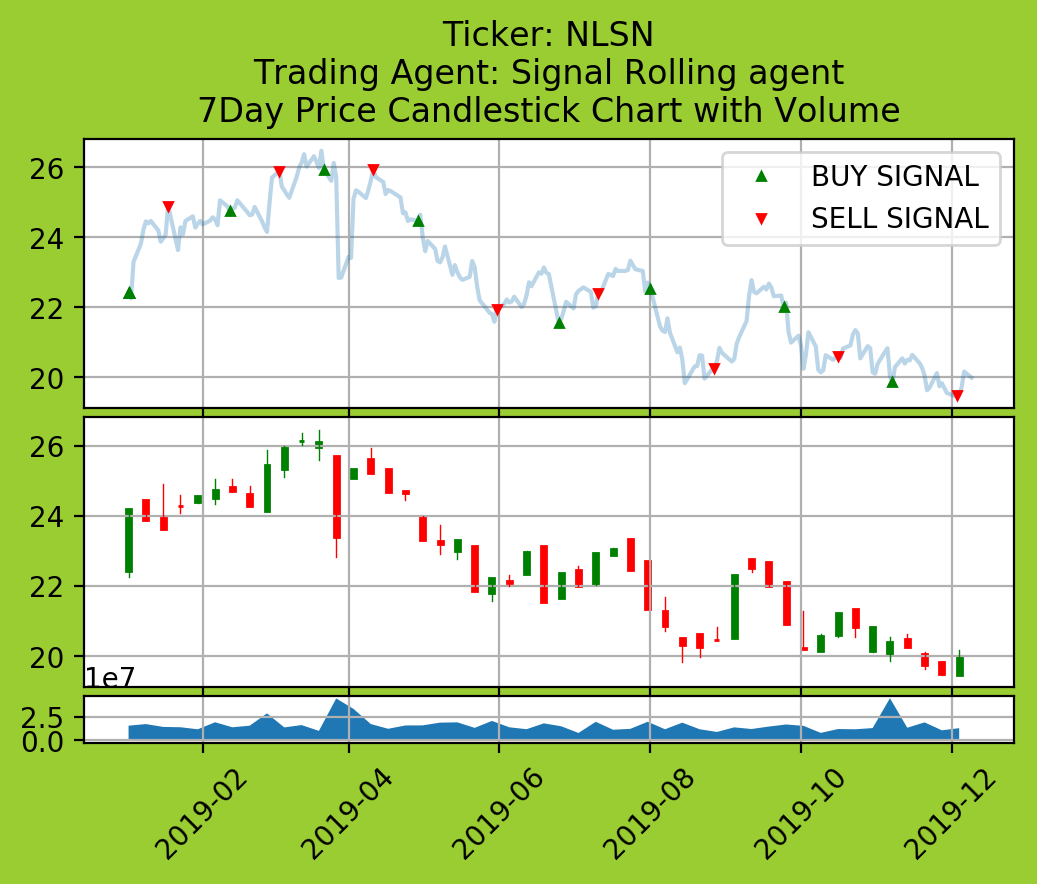 Ticker: NLSN
Trading Agent: Signal Rolling agent
7Day Price Candlestick Chart with Volume
BUY SIGNAL
SELL SIGNAL
26
24
22
20
26
24
22
20
1e7
2.5
0.0
2019-02
2019-04
2019-06
2019-08
2019-10
2019-12